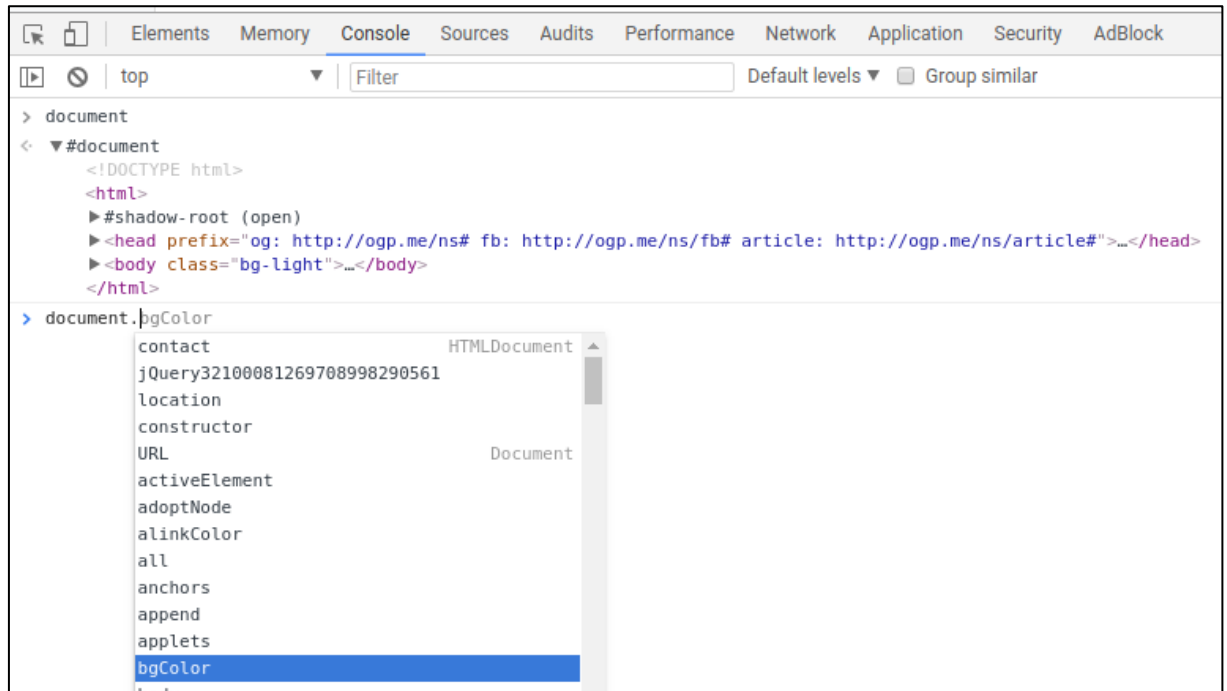 Elements Memory Console Sources Audits Performance Network Application Security AdBlock
top ▼ Filter Default levels ▼ Group similar
> document
▼#document
<!DOCTYPE html>
<html>
▶#shadow-root (open)
▶<head prefix="og: http://ogp.me/ns# fb: http://ogp.me/ns/fb# article: http://ogp.me/ns/article#">…</head>
▶<body class="bg-light">…</body>
</html>
> document.bgColor
contact HTMLDocument
jQuery32100081269708998290561
location
constructor
URL Document
activeElement
adoptNode
alinkColor
all
anchors
append
applets
bgColor